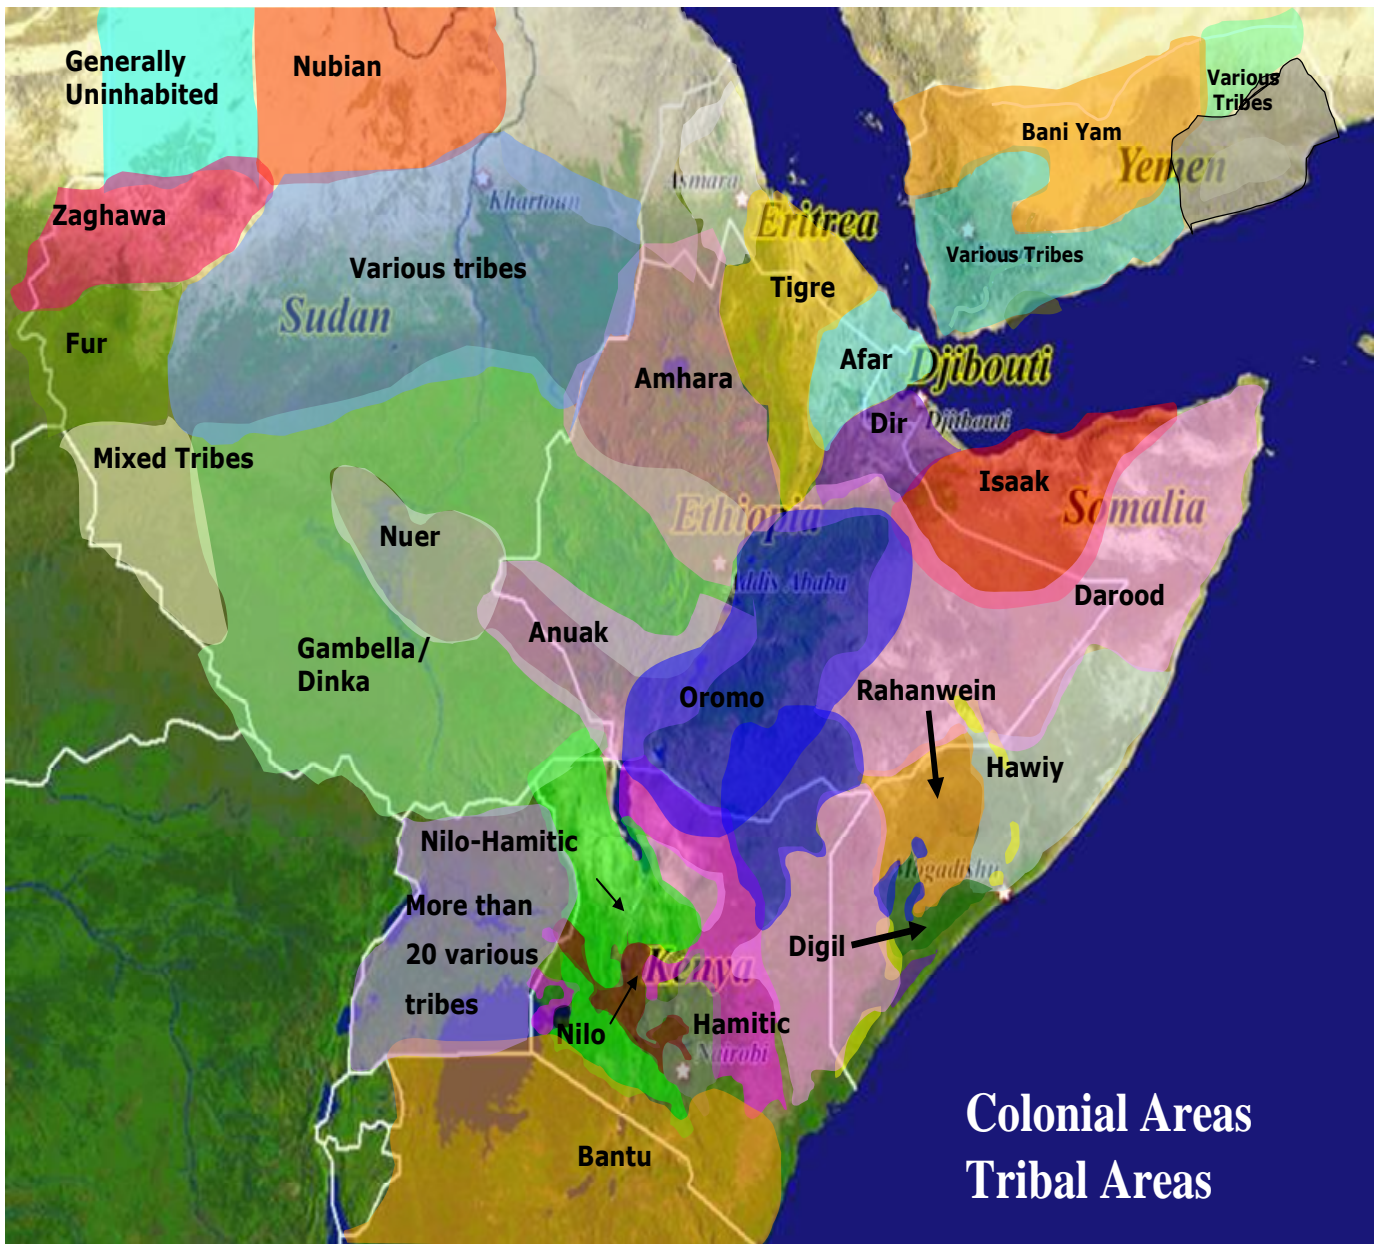 Generally
Uninhabited
Nubian
Various
Tribes
Bani Yam
Yemen
Zaghawa
Asmara
Khartoun
Eritrea
Various Tribes
Various tribes
Tigre
Sudan
Fur
Afar
Djibouti
Amhara
Dir
Djibouti
Mixed Tribes
Isaak
Somalia
Ethiopia
Nuer
Addis Ababa
Darood
Anuak
Gambella/
Dinka
Oromo
Rahanwein
Hawiy
Nilo-Hamitic
Mogadishu
More than
20 various
tribes
Digil
Kenya
Nilo
Hamitic
Nairobi
Colonial Areas
Tribal Areas
Bantu